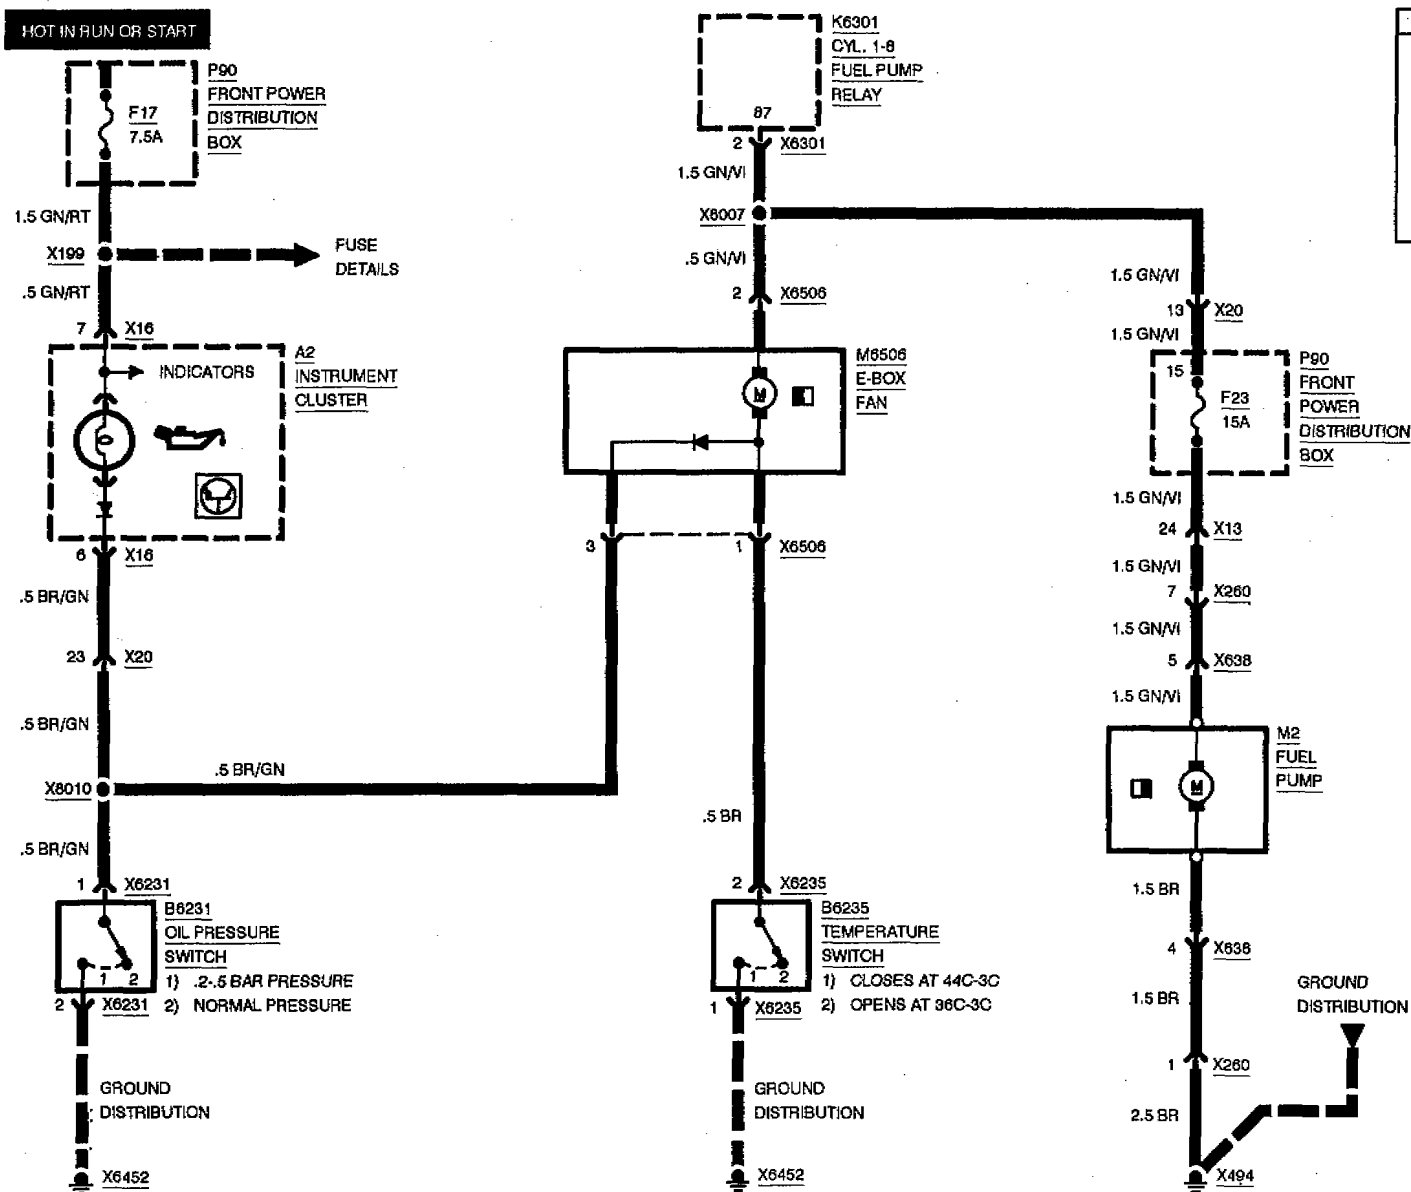 HOT IN RUN OR START
P90
FRONT POWER
DISTRIBUTION
BOX
F17
7.5A
1.5 GN/RT
X199
FUSE
DETAILS
.5 GN/RT
7
X16
A2
INSTRUMENT
CLUSTER
INDICATORS
6
X16
.5 BR/GN
23
X20
.5 BR/GN
X8010
.5 BR/GN
.5 BR/GN
1
X6231
B6231
OIL PRESSURE
SWITCH
1) .2-.5 BAR PRESSURE
2) NORMAL PRESSURE
1
2
2
X6231
GROUND
DISTRIBUTION
X6452
K6301
CYL. 1-8
FUEL PUMP
RELAY
87
2
X6301
1.5 GN/VI
X8007
.5 GN/VI
2
X6506
M6506
E-BOX
FAN
M
3
1
X6506
.5 BR
2
X6235
B6235
TEMPERATURE
SWITCH
1) CLOSES AT 44C-3C
2) OPENS AT 36C-3C
1
2
1
X6235
GROUND
DISTRIBUTION
X6452
1.5 GN/VI
13
X20
1.5 GN/VI
15
P90
FRONT
POWER
DISTRIBUTION
BOX
F23
15A
1.5 GN/VI
24
X13
1.5 GN/VI
7
X260
1.5 GN/VI
5
X638
1.5 GN/VI
M2
FUEL
PUMP
M
1.5 BR
4
X638
1.5 BR
1
X260
2.5 BR
X494
GROUND
DISTRIBUTION